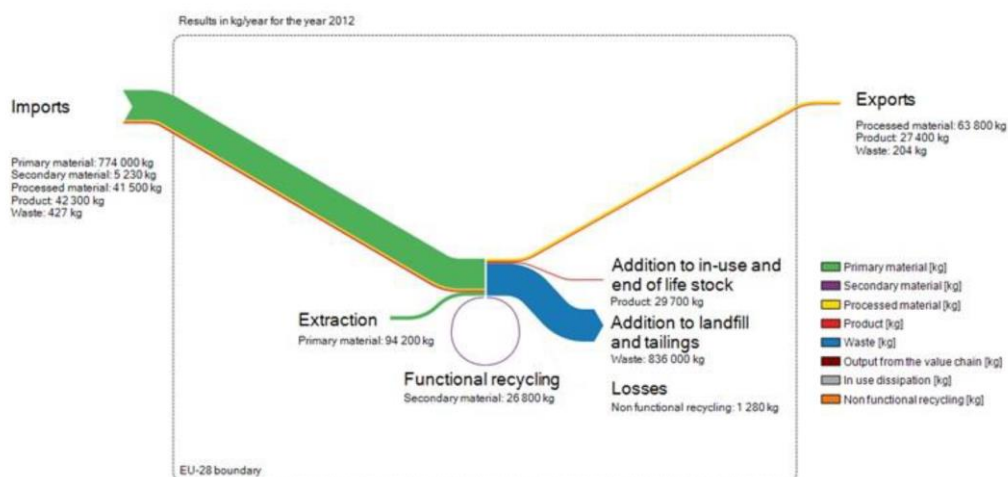 Results in kg/year for the year 2012
Imports
Primary material: 774 000 kg
Secondary material: 5 230 kg
Processed material: 41 500 kg
Product: 42 300 kg
Waste: 427 kg
Exports
Processed material: 63 800 kg
Product: 27 400 kg
Waste: 204 kg
Extraction
Primary material: 94 200 kg
Functional recycling
Secondary material: 26 800 kg
Addition to in-use and
end of life stock
Product: 29 700 kg
Addition to landfill
and tailings
Waste: 836 000 kg
Losses
Non functional recycling: 1 280 kg
Primary material [kg]
Secondary material [kg]
Processed material [kg]
Product [kg]
Waste [kg]
Output from the value chain [kg]
In use dissipation [kg]
Non functional recycling [kg]
EU-28 boundary